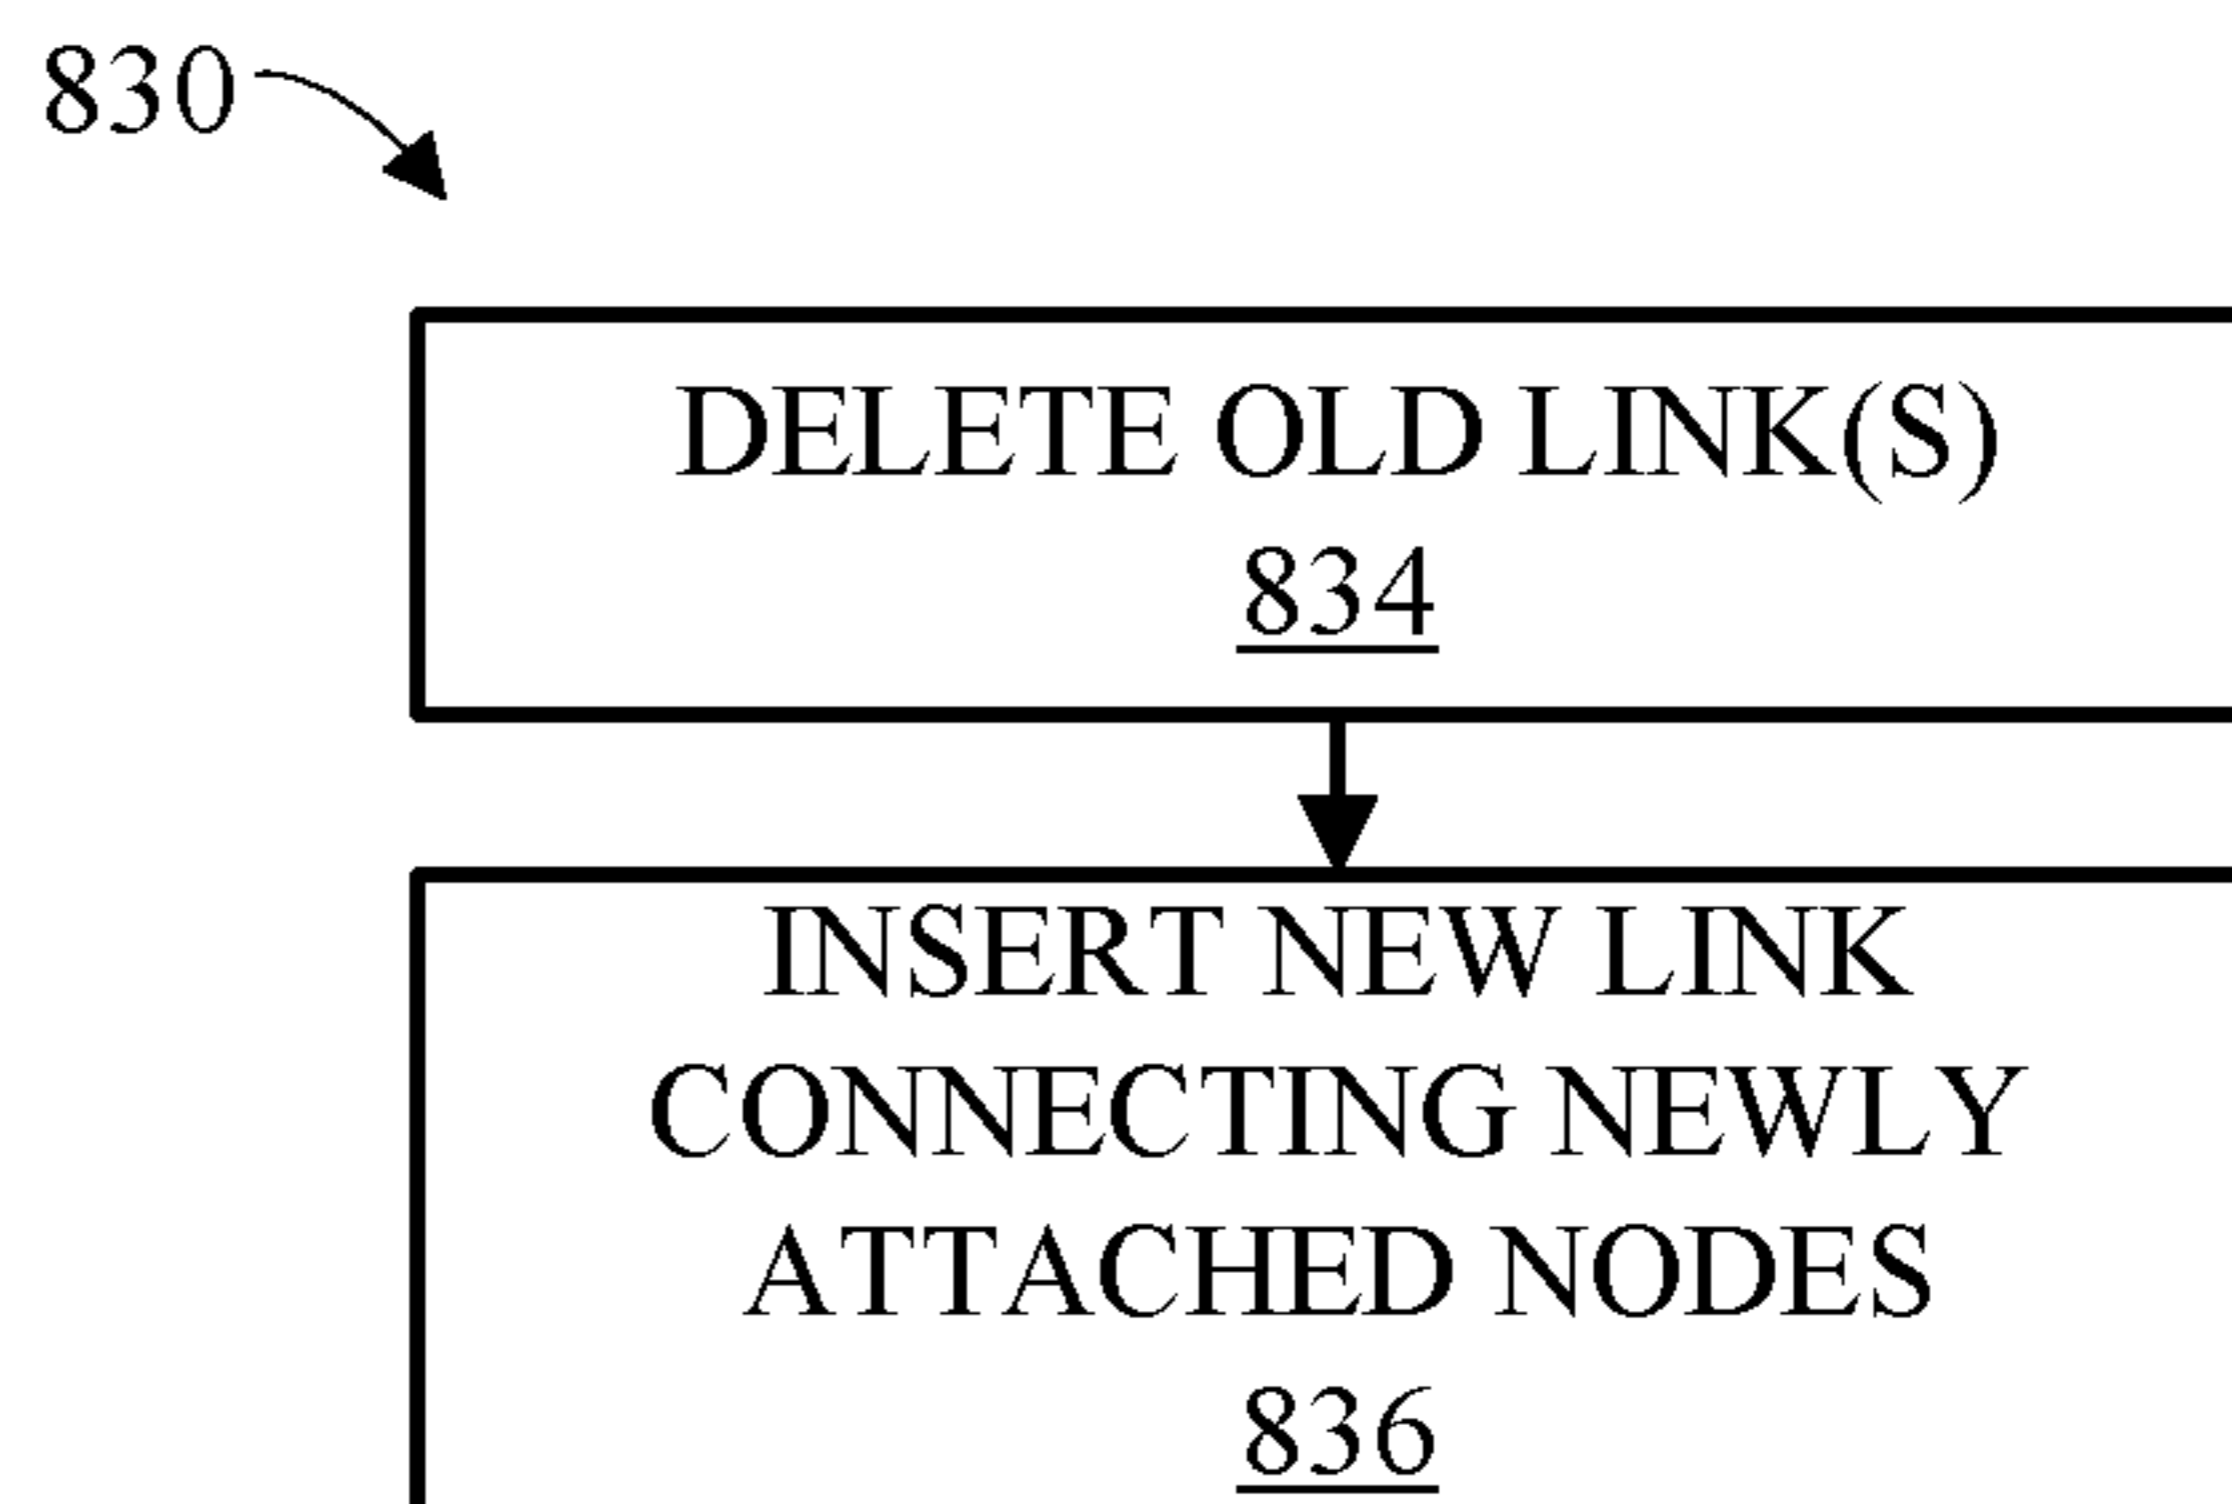 830
DELETE OLD LINK(S)
834
INSERT NEW LINK
CONNECTING NEWLY
ATTACHED NODES
836